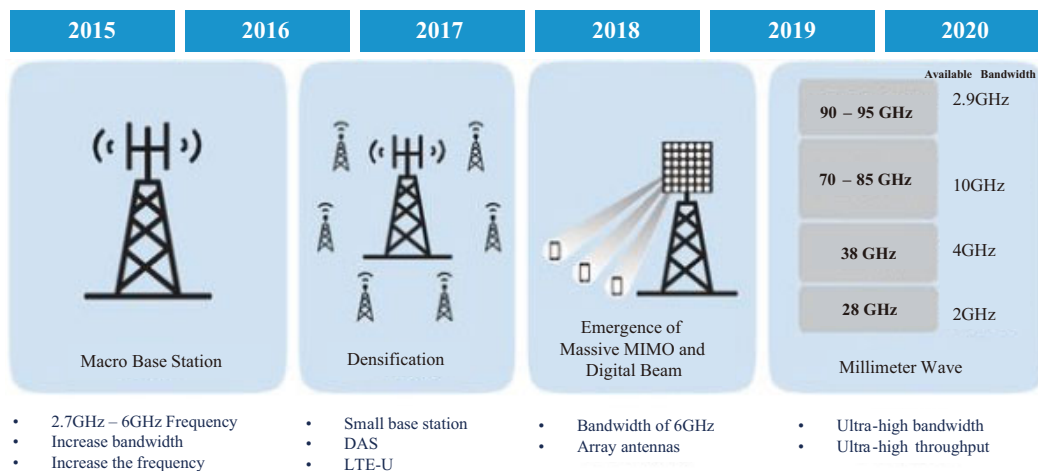 2015 2016 2017 2018 2019 2020
Available Bandwidth
90 – 95 GHz 2.9GHz
70 – 85 GHz 10GHz
38 GHz 4GHz
28 GHz 2GHz
Macro Base Station
Densification
Emergence of
Massive MIMO and
Digital Beam
Millimeter Wave
• 2.7GHz – 6GHz Frequency
• Increase bandwidth
• Increase the frequency
• Small base station
• DAS
• LTE-U
• Bandwidth of 6GHz
• Array antennas
• Ultra-high bandwidth
• Ultra-high throughput